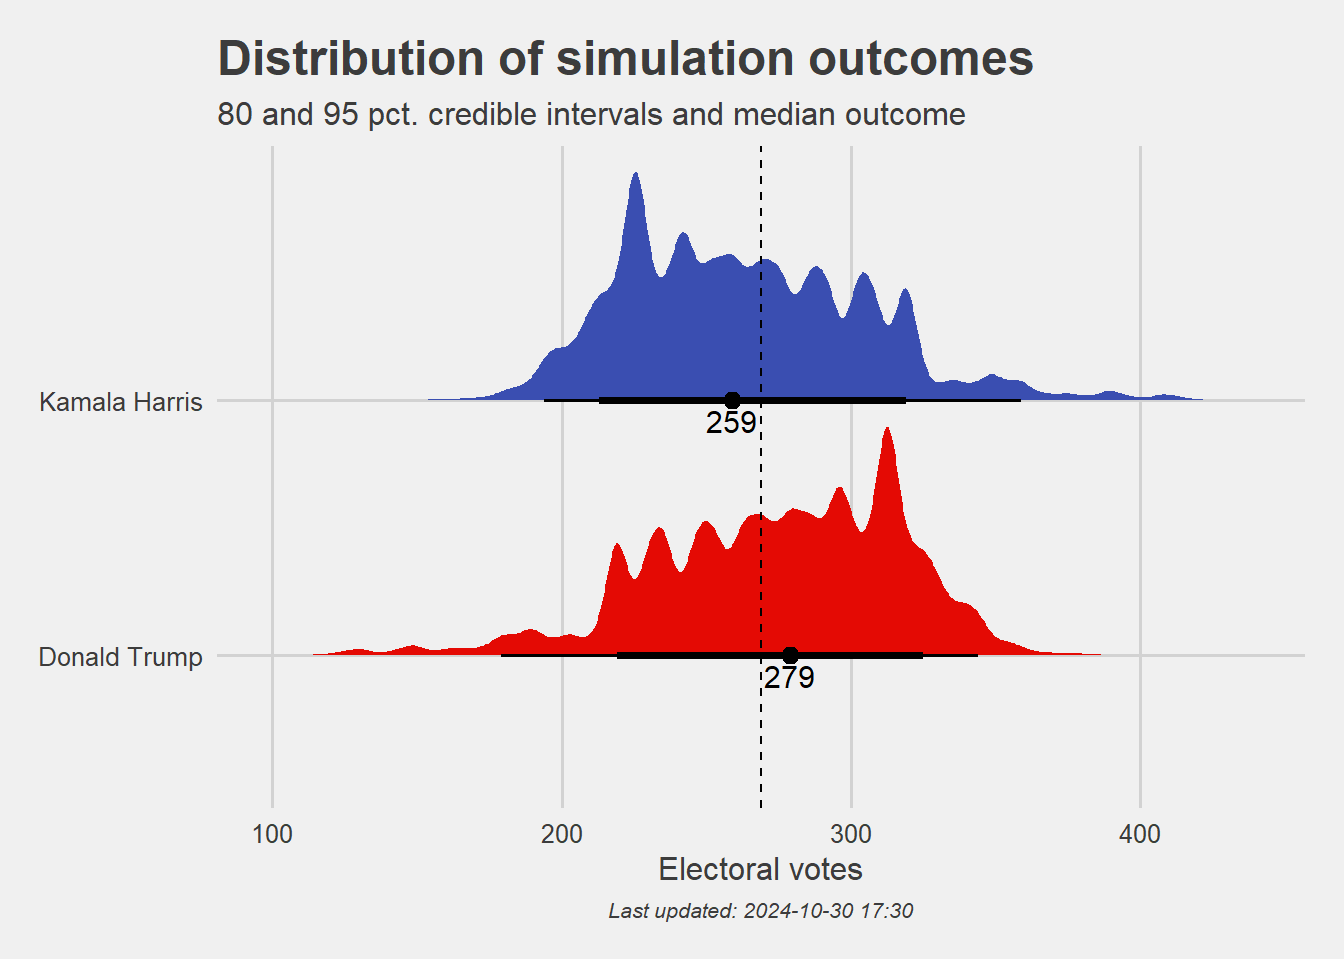 Distribution of simulation outcomes
80 and 95 pct. credible intervals and median outcome
Kamala Harris
259
Donald Trump
279
100 200 300 400
Electoral votes
Last updated: 2024-10-30 17:30